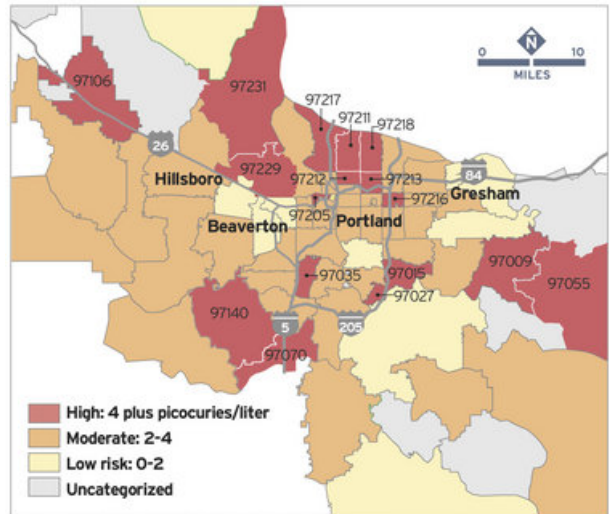 N
0 10
MILES
97106
97231
97217
97211
97218
26
97229
97212
97213
84
Hillsboro
Gresham
97205
97216
Beaverton
Portland
97009
97035
97015
97055
97027
97140
5
205
97070
High: 4 plus picocuries/liter
Moderate: 2-4
Low risk: 0-2
Uncategorized